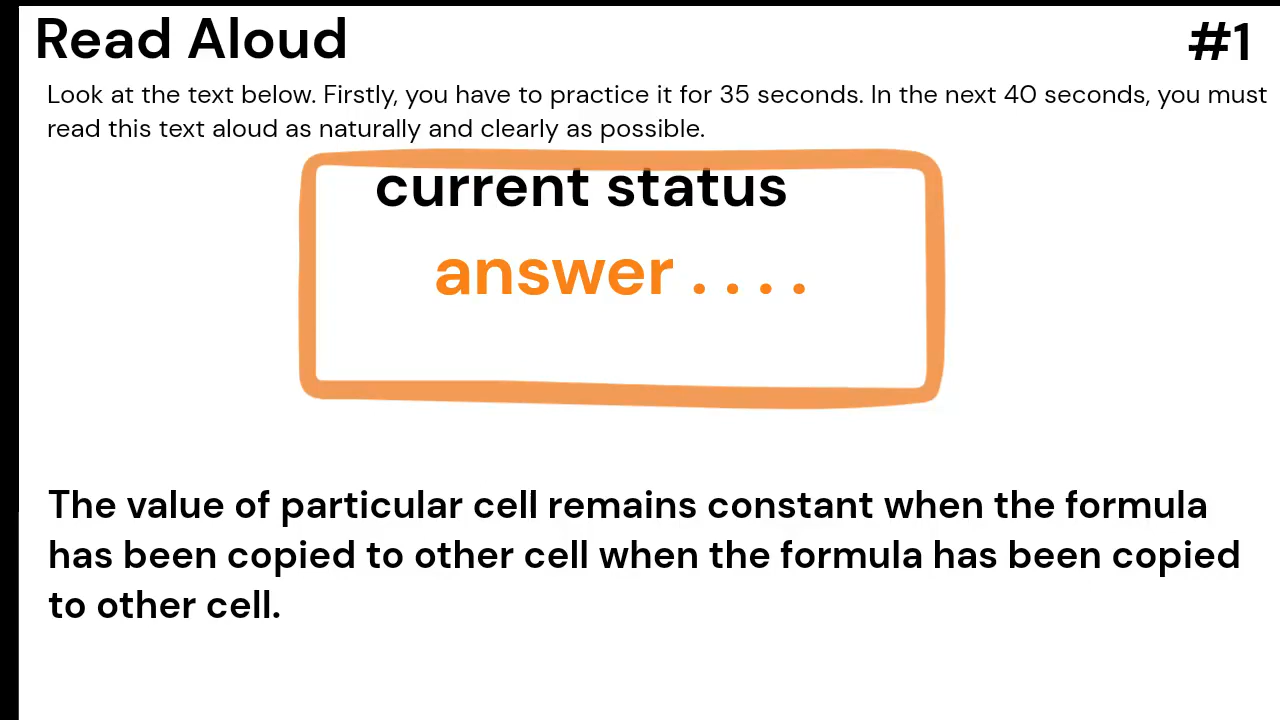 Read Aloud
#1
Look at the text below. Firstly, you have to practice it for 35 seconds. In the next 40 seconds, you must
read this text aloud as naturally and clearly as possible.
current status
answer . . . .
The value of particular cell remains constant when the formula
has been copied to other cell when the formula has been copied
to other cell.